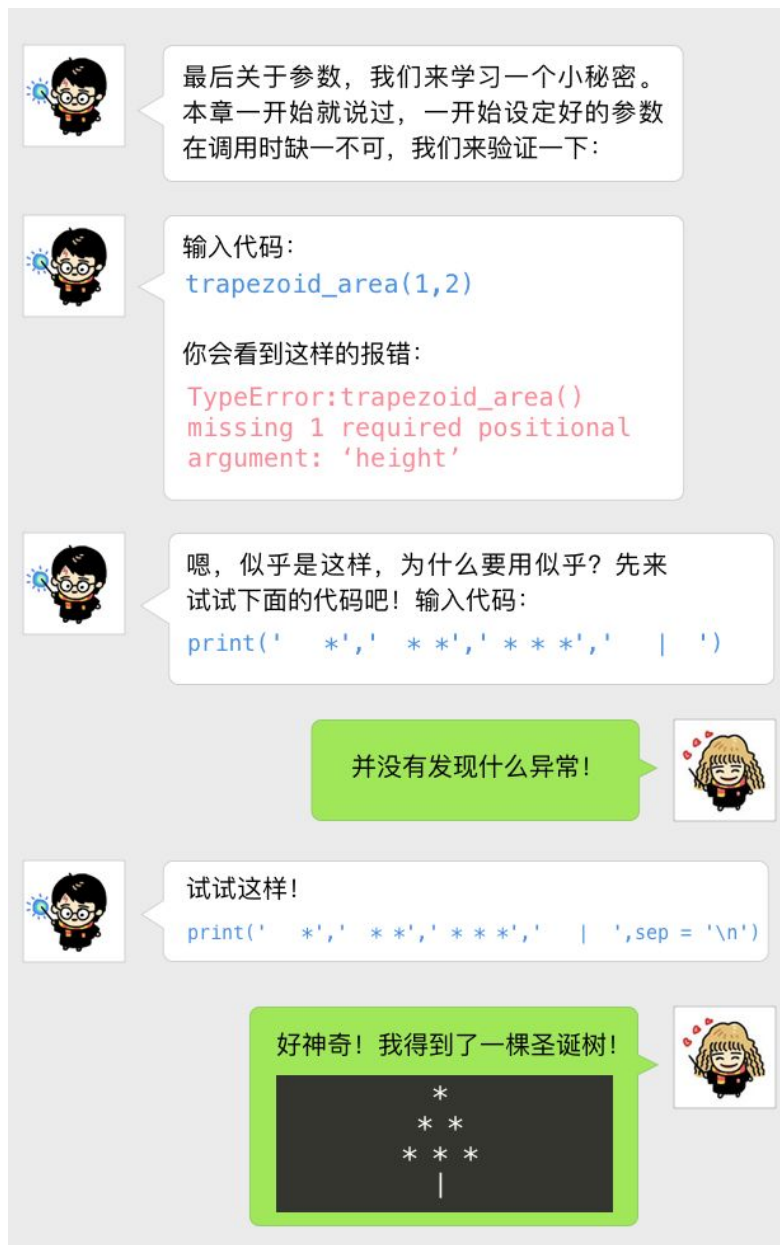 最后关于参数，我们来学习一个小秘密。
本章一开始就说过，一开始设定好的参数
在调用时缺一不可，我们来验证一下：
输入代码：
trapezoid_area(1,2)
你会看到这样的报错：
TypeError:trapezoid_area()
missing 1 required positional
argument: ‘height’
嗯，似乎是这样，为什么要用似乎？先来
试试下面的代码吧！输入代码：
print('   *','  * *',' * * *','   |  ')
并没有发现什么异常！
试试这样！
print('   *','  * *',' * * *','   |  ',sep = '\n')
好神奇！我得到了一棵圣诞树！
   *
  * *
 * * *
   |